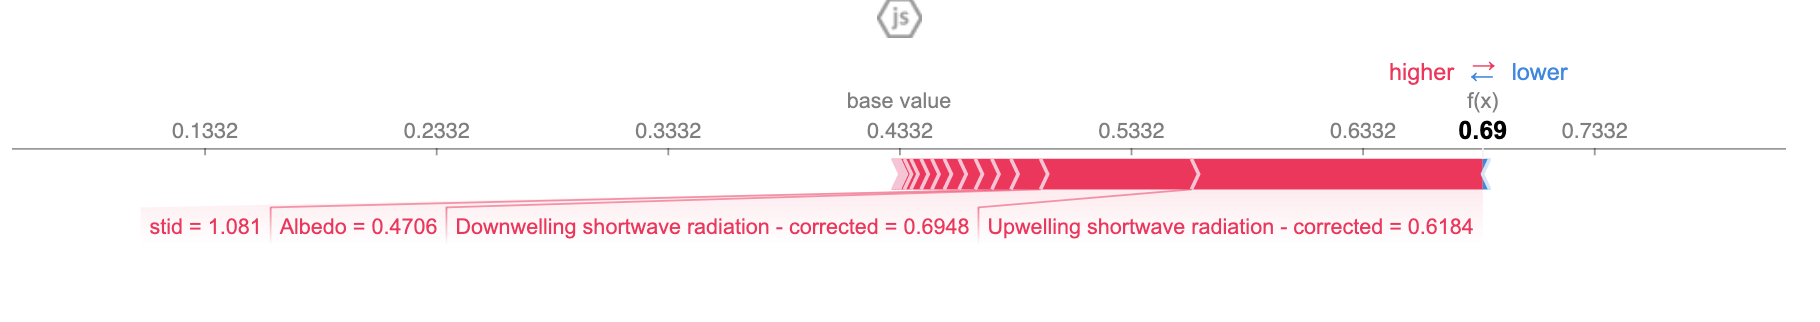 js
higher lower
base value f(x)
0.1332 0.2332 0.3332 0.4332 0.5332 0.6332 0.69 0.7332
stid = 1.081 Albedo = 0.4706 Downwelling shortwave radiation - corrected = 0.6948 Upwelling shortwave radiation - corrected = 0.6184